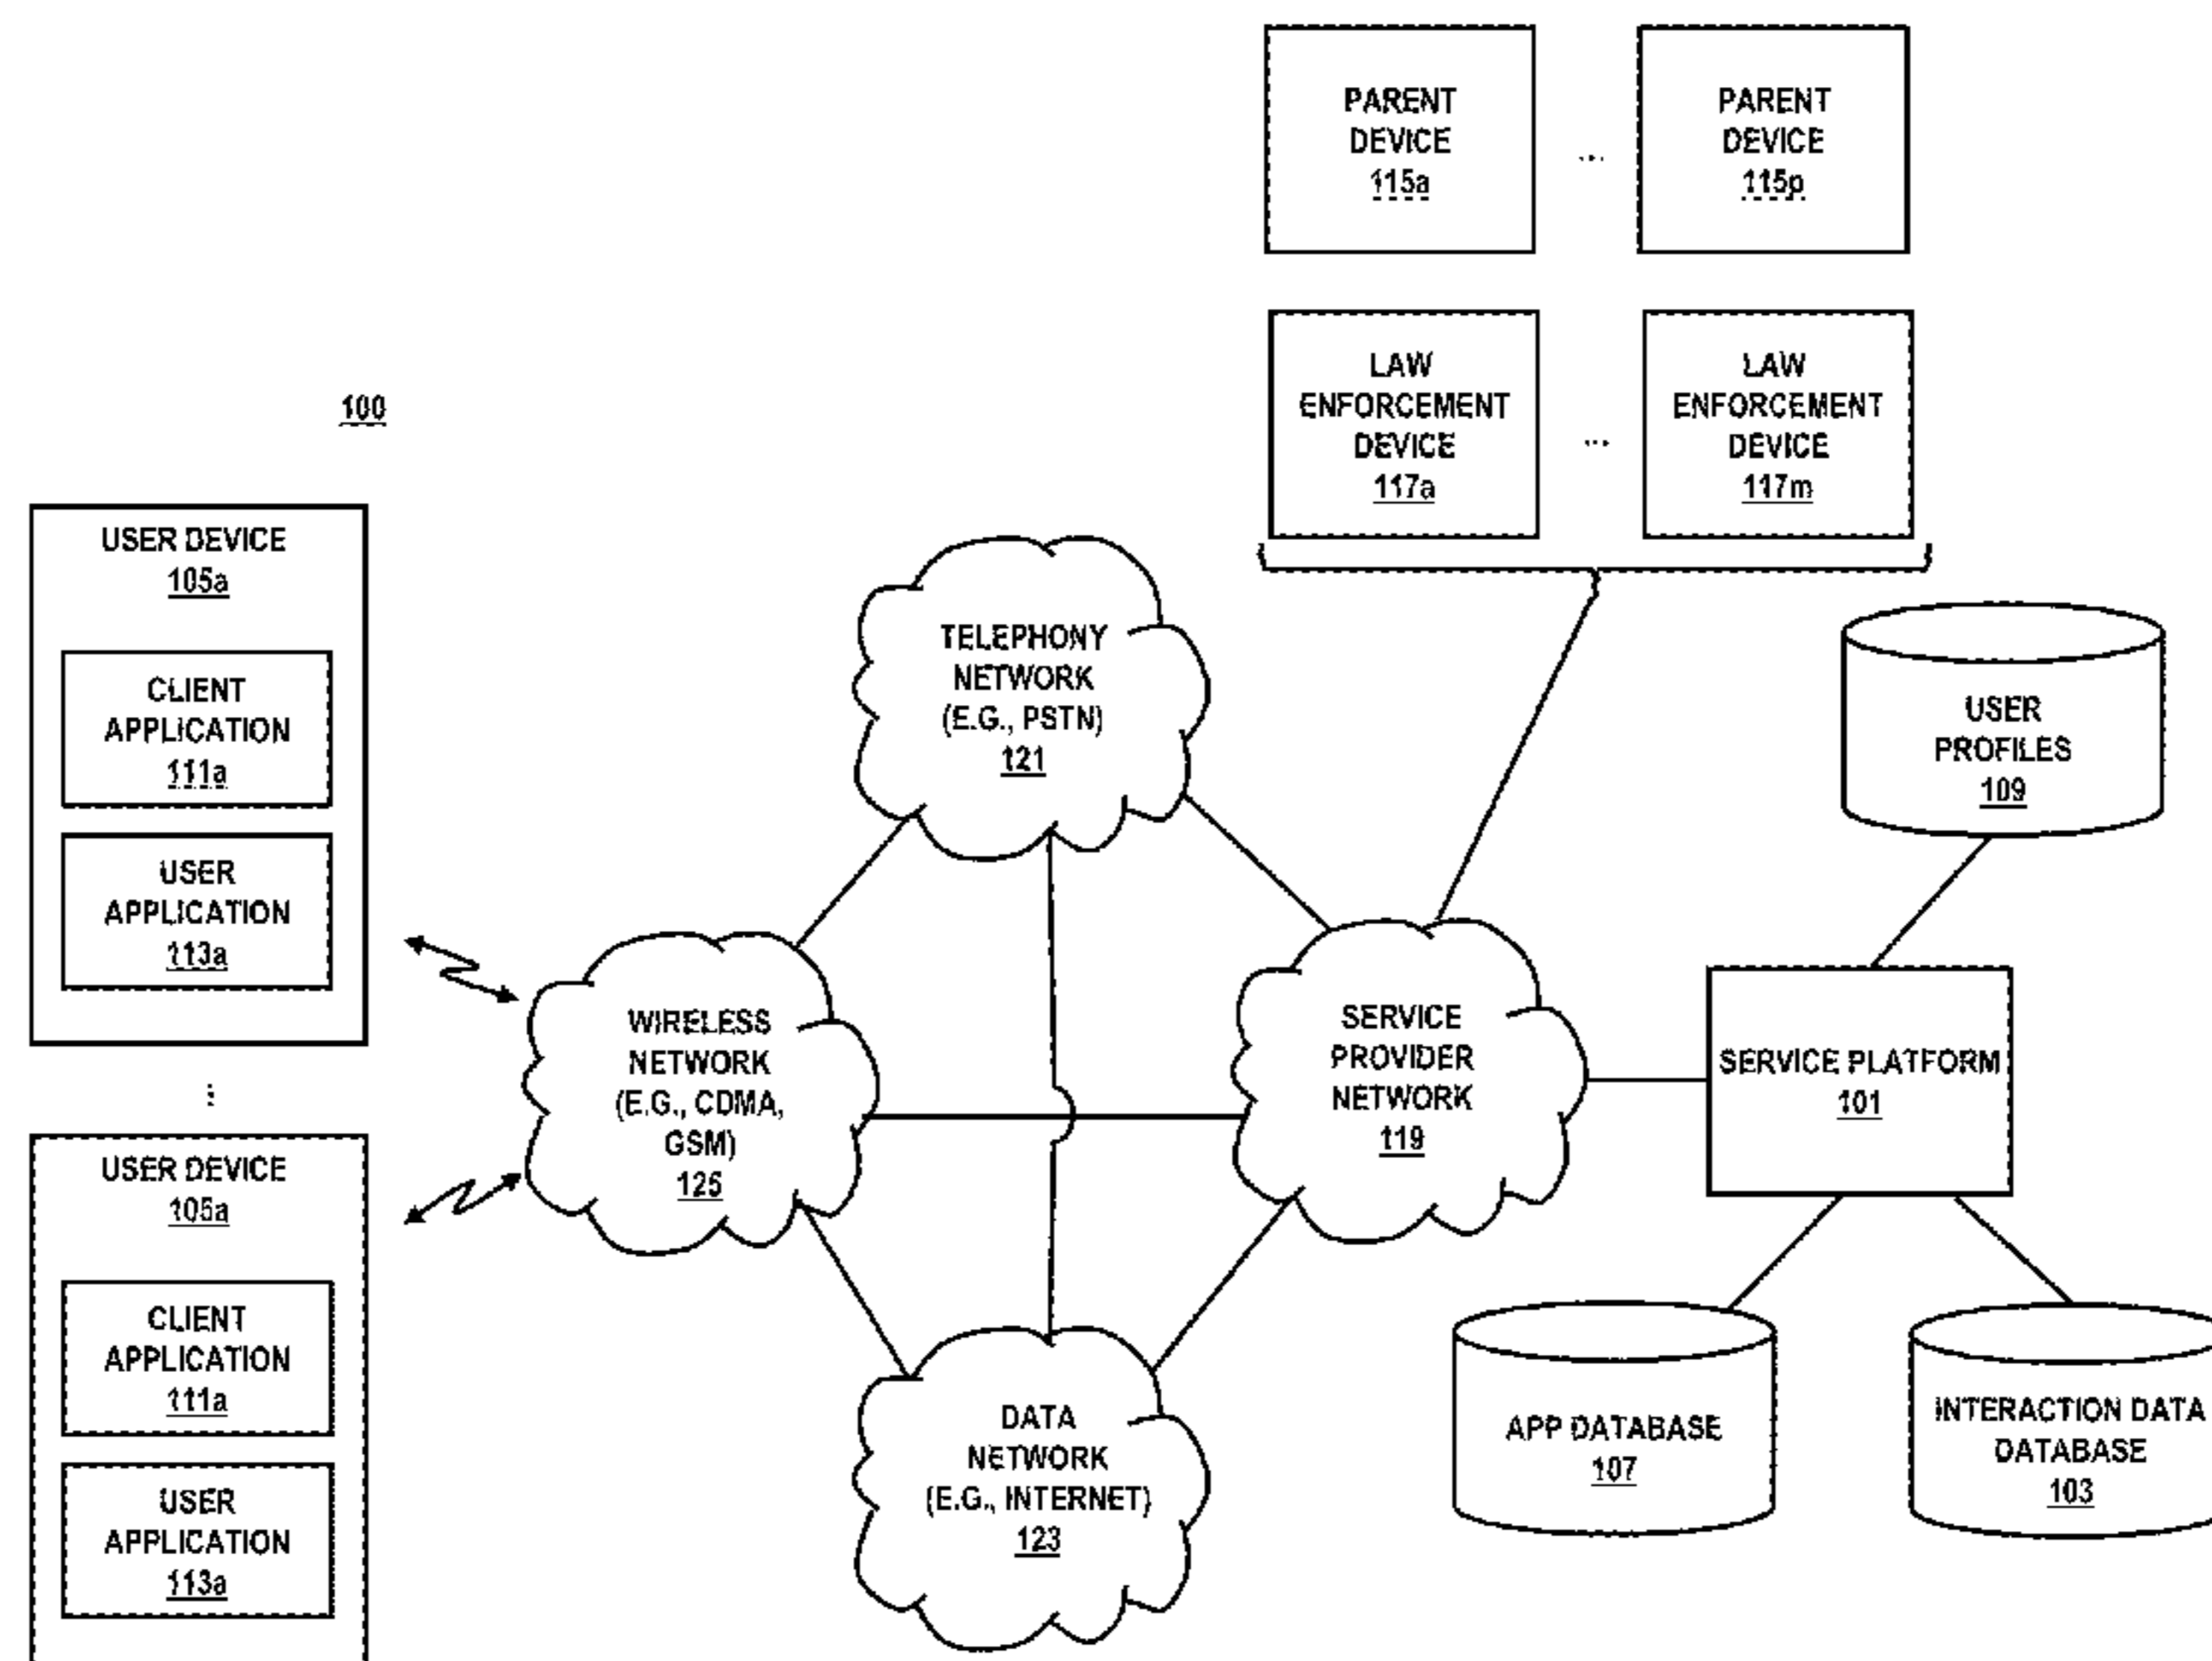 PARENT
DEVICE
115a
...
PARENT
DEVICE
115p
LAW
ENFORCEMENT
DEVICE
117a
...
LAW
ENFORCEMENT
DEVICE
117m
100
USER DEVICE
105a
CLIENT
APPLICATION
111a
USER
APPLICATION
113a
...
USER DEVICE
105a
CLIENT
APPLICATION
111a
USER
APPLICATION
113a
TELEPHONY
NETWORK
(E.G., PSTN)
121
WIRELESS
NETWORK
(E.G., CDMA,
GSM)
125
SERVICE
PROVIDER
NETWORK
119
DATA
NETWORK
(E.G., INTERNET)
123
USER
PROFILES
109
SERVICE PLATFORM
101
APP DATABASE
107
INTERACTION DATA
DATABASE
103